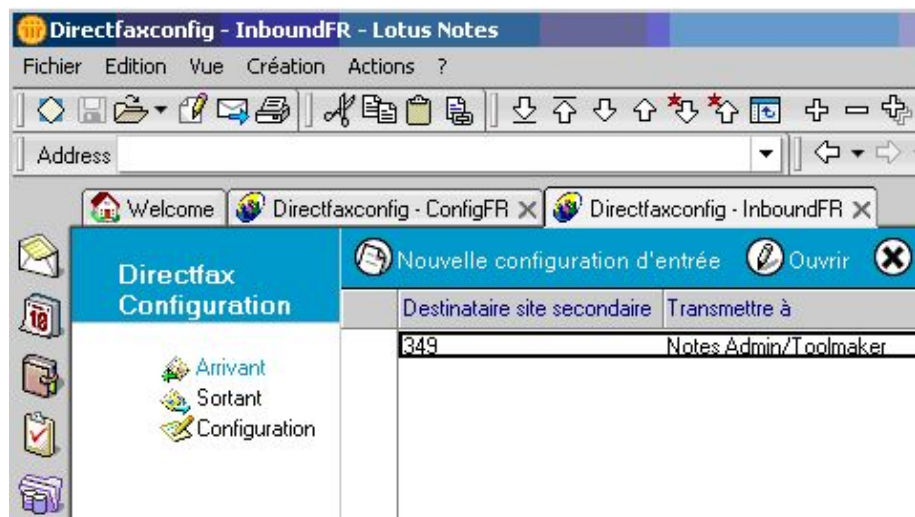 Directfaxconfig - InboundFR - Lotus Notes
Fichier Edition Vue Création Actions ?
Address
Welcome Directfaxconfig - ConfigFR Directfaxconfig - InboundFR
Directfax Configuration
Nouvelle configuration d'entrée Ouvrir
Destinataire site secondaire Transmettre à
349 Notes Admin/Toolmaker
18
Arrivant
Sortant
Configuration